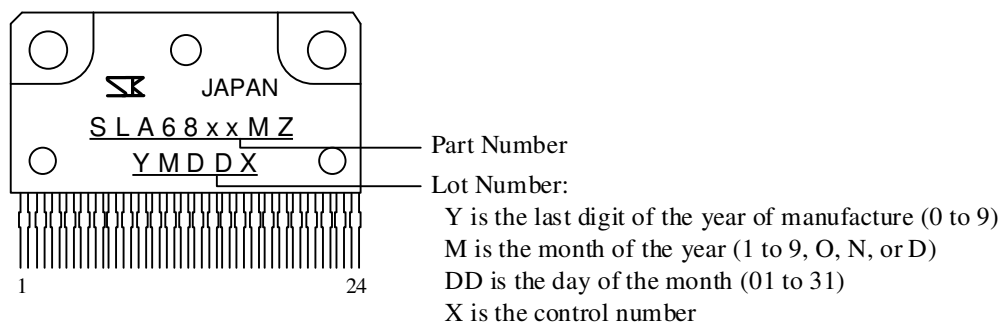 JAPAN
SLA68xxMZ
YMDDX
1
24
Part Number
Lot Number:
Y is the last digit of the year of manufacture (0 to 9)
M is the month of the year (1 to 9, O, N, or D)
DD is the day of the month (01 to 31)
X is the control number